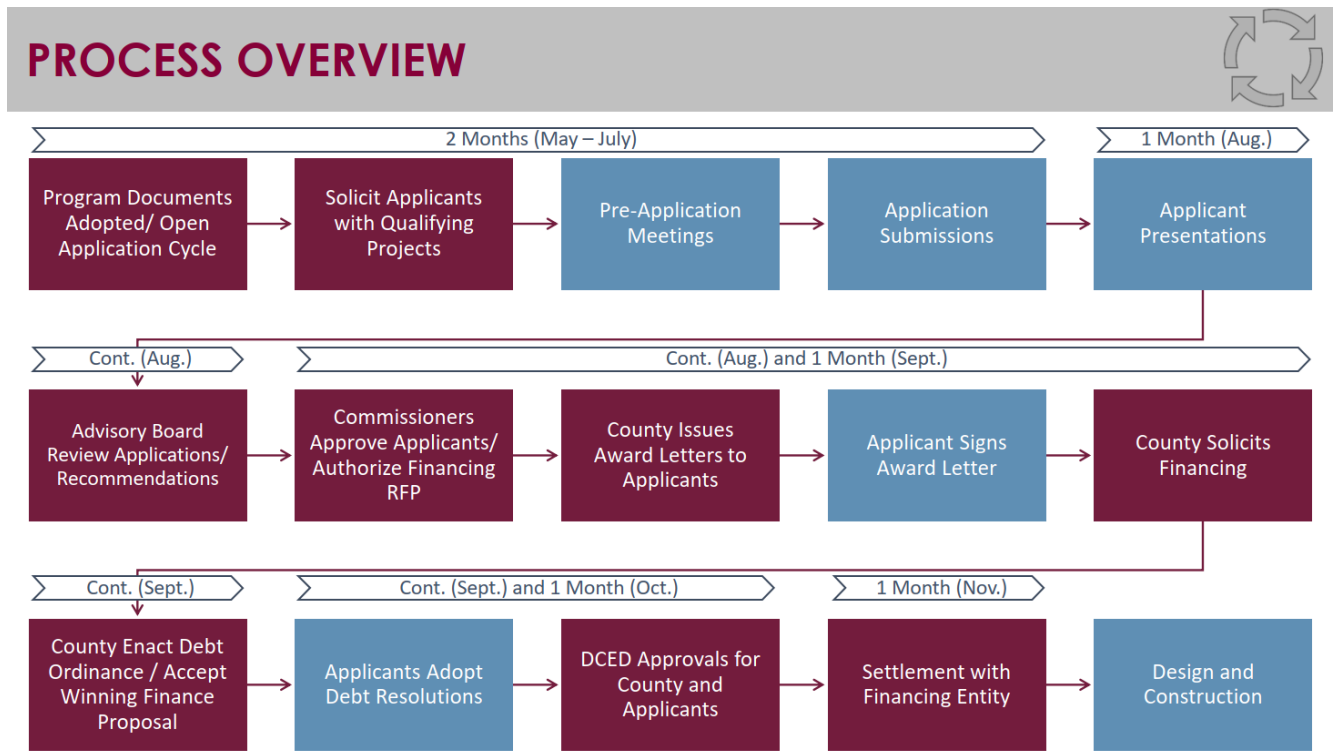 PROCESS OVERVIEW
2 Months (May – July)
1 Month (Aug.)
Program Documents
Adopted/ Open
Application Cycle
Solicit Applicants
with Qualifying
Projects
Pre-Application
Meetings
Application
Submissions
Applicant
Presentations
Cont. (Aug.)
Cont. (Aug.) and 1 Month (Sept.)
Advisory Board
Review Applications/
Recommendations
Commissioners
Approve Applicants/
Authorize Financing
RFP
County Issues
Award Letters to
Applicants
Applicant Signs
Award Letter
County Solicits
Financing
Cont. (Sept.)
Cont. (Sept.) and 1 Month (Oct.)
1 Month (Nov.)
County Enact Debt
Ordinance / Accept
Winning Finance
Proposal
Applicants Adopt
Debt Resolutions
DCED Approvals for
County and
Applicants
Settlement with
Financing Entity
Design and
Construction